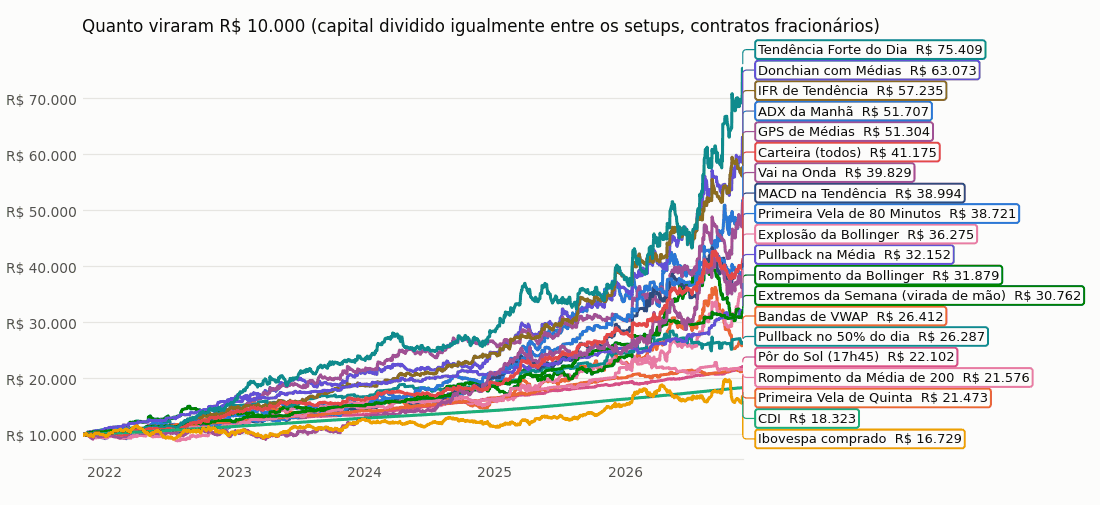 Quanto viraram R$ 10.000 (capital dividido igualmente entre os setups, contratos fracionários)
Tendência Forte do Dia R$ 75.409
Donchian com Médias R$ 63.073
IFR de Tendência R$ 57.235
ADX da Manhã R$ 51.707
GPS de Médias R$ 51.304
Carteira (todos) R$ 41.175
Vai na Onda R$ 39.829
MACD na Tendência R$ 38.994
Primeira Vela de 80 Minutos R$ 38.721
Explosão da Bollinger R$ 36.275
Pullback na Média R$ 32.152
Rompimento da Bollinger R$ 31.879
Extremos da Semana (virada de mão) R$ 30.762
Bandas de VWAP R$ 26.412
Pullback no 50% do dia R$ 26.287
Pôr do Sol (17h45) R$ 22.102
Rompimento da Média de 200 R$ 21.576
Primeira Vela de Quinta R$ 21.473
CDI R$ 18.323
Ibovespa comprado R$ 16.729
R$ 70.000
R$ 60.000
R$ 50.000
R$ 40.000
R$ 30.000
R$ 20.000
R$ 10.000
2022 2023 2024 2025 2026